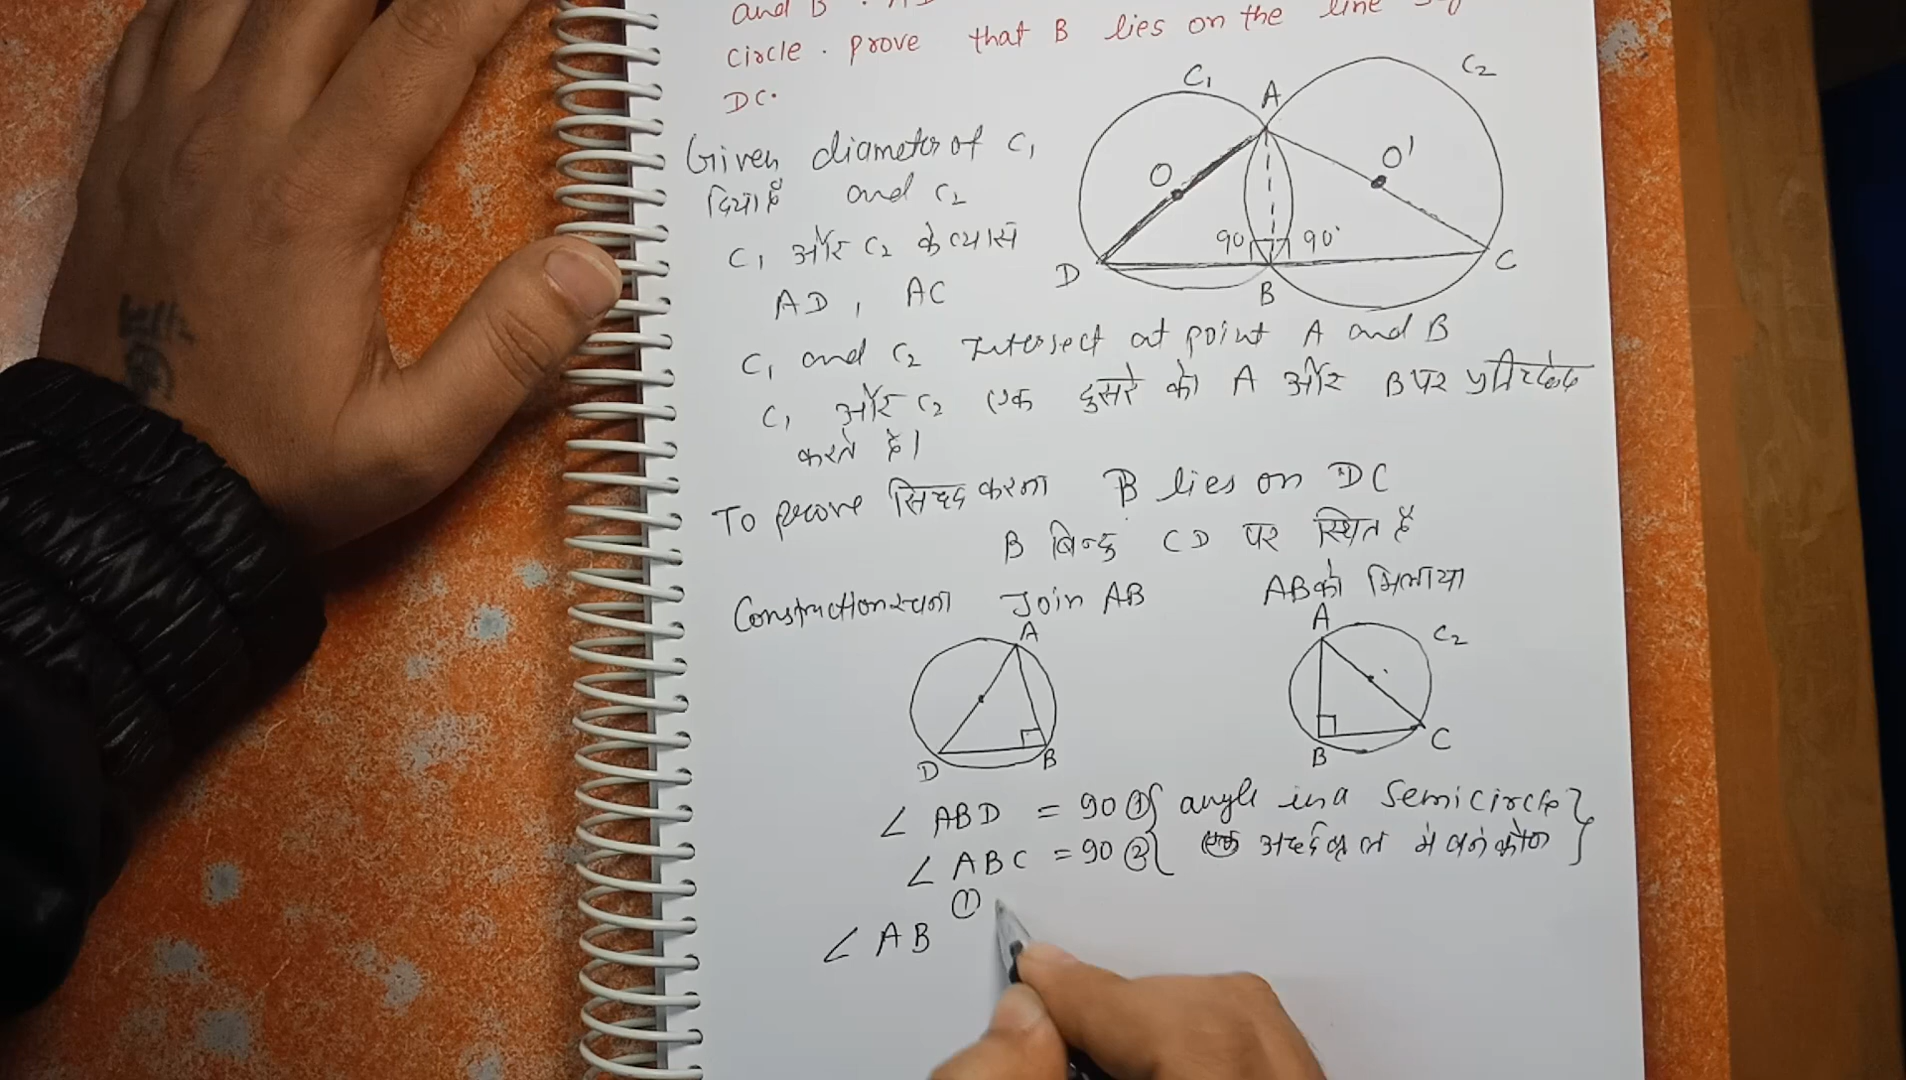 and B
circle . prove that B lies on the line
DC.
C₁
A
C₂
O
O'
90
90°
D
B
C
Given diameter of C₁
दिया है and C₂
C₁ और C₂ के व्यास
AD , AC
C₁ and C₂ Intersect at point A and B
C₁ और C₂ एक दुसरे को A और B पर प्रतिच्छेद
करते है।
To prove सिद्ध करना B lies on DC
B बिन्दु CD पर स्थित है
Construction रचना Join AB AB को मिलाया
A
D
B
A
C₂
B
C
∠ ABD = 90 ① { angle in a Semicircle }
∠ ABC = 90 ② { अर्द्धवृत में बने कोण }
①
∠ AB